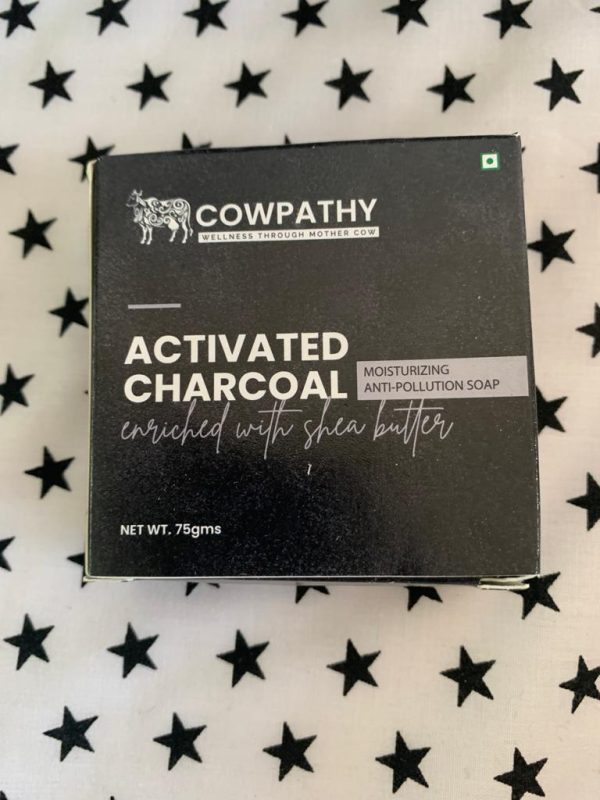 COWPATHY
WELLNESS THROUGH MOTHER COW
ACTIVATED
CHARCOAL
MOISTURIZING
ANTI-POLLUTION SOAP
enriched with shea butter
NET WT. 75gms